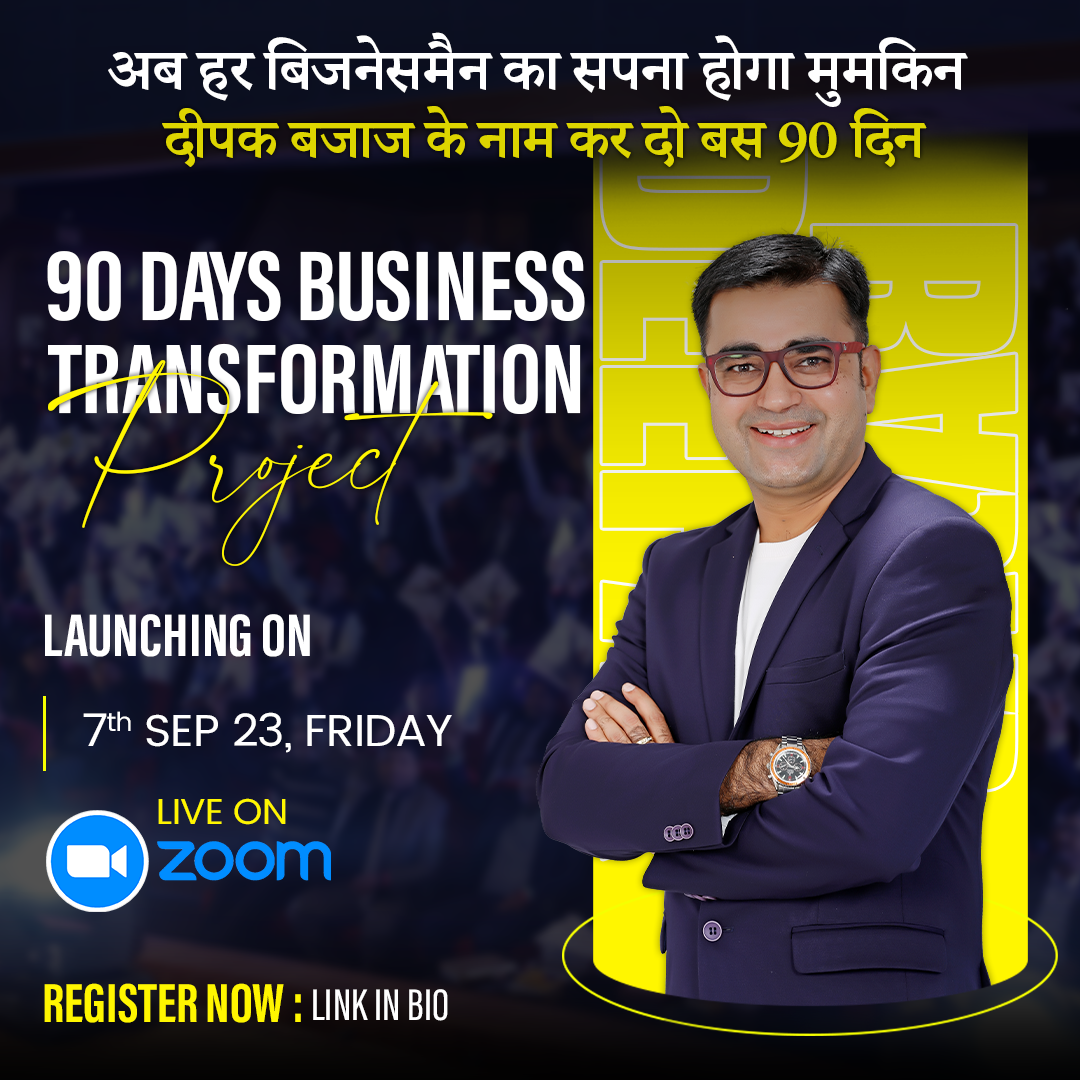 अब हर बिजनेसमैन का सपना होगा मुमकिन
दीपक बजाज के नाम कर दो बस 90 दिन
90 DAYS BUSINESS
TRANSFORMATION
Project
LAUNCHING ON
7th SEP 23, FRIDAY
LIVE ON
zoom
REGISTER NOW : LINK IN BIO